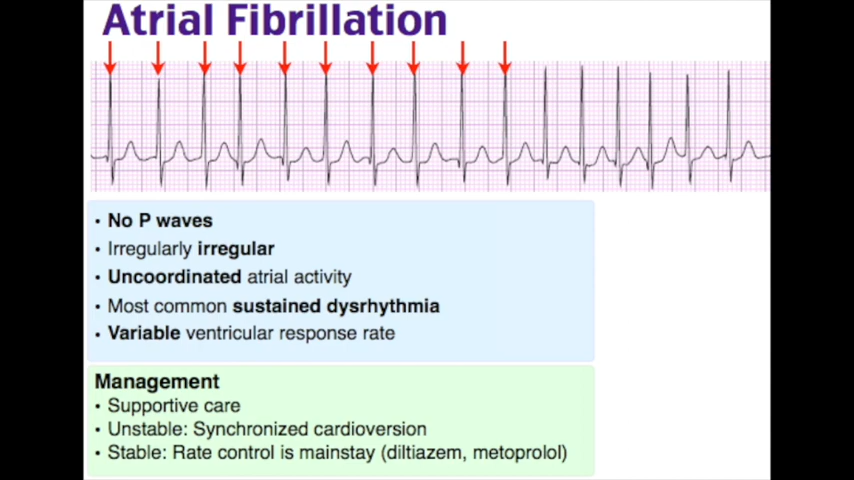 Atrial Fibrillation
• No P waves
• Irregularly irregular
• Uncoordinated atrial activity
• Most common sustained dysrhythmia
• Variable ventricular response rate
Management
• Supportive care
• Unstable: Synchronized cardioversion
• Stable: Rate control is mainstay (diltiazem, metoprolol)